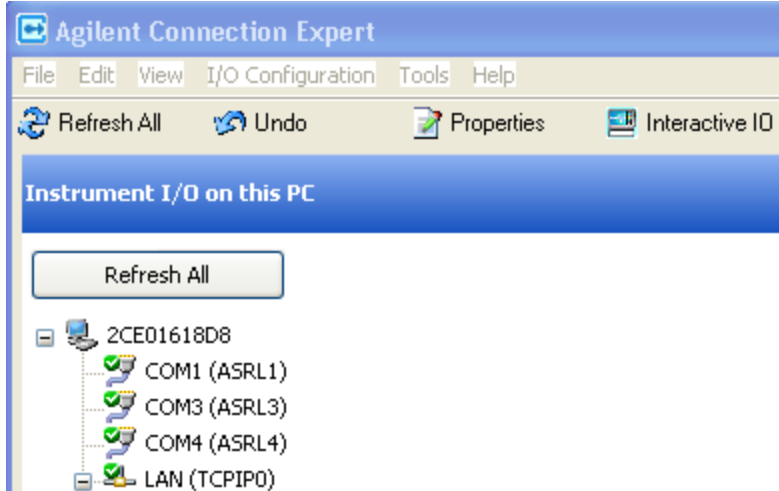 Agilent Connection Expert
File Edit View I/O Configuration Tools Help
Refresh All Undo Properties Interactive IO
Instrument I/O on this PC
Refresh All
2CE01618D8
COM1 (ASRL1)
COM3 (ASRL3)
COM4 (ASRL4)
LAN (TCPIP0)